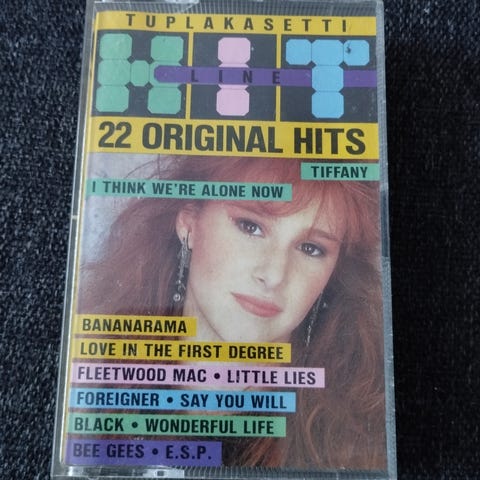 TUPLAKASETTI
HIT
LINE
22 ORIGINAL HITS
TIFFANY
I THINK WE'RE ALONE NOW
BANANARAMA
LOVE IN THE FIRST DEGREE
FLEETWOOD MAC • LITTLE LIES
FOREIGNER • SAY YOU WILL
BLACK • WONDERFUL LIFE
BEE GEES • E.S.P.